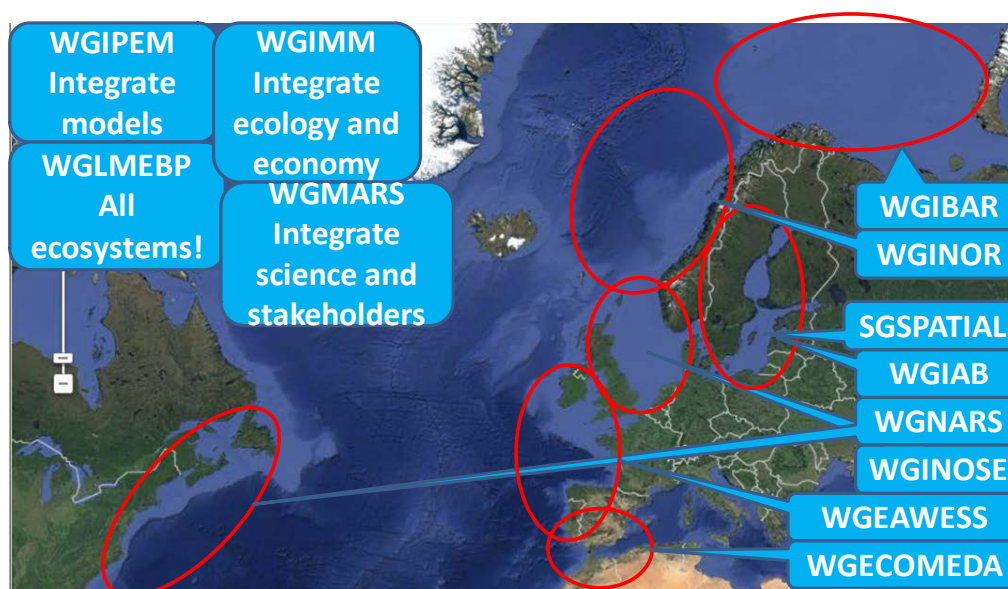 WGIPEM
Integrate
models
WGIMM
Integrate
ecology and
economy
WGLMEBP
All
ecosystems!
WGMARS
Integrate
science and
stakeholders
WGIBAR
WGINOR
SGSPATIAL
WGIAB
WGNARS
WGINOSE
WGEAWESS
WGECOMEDA